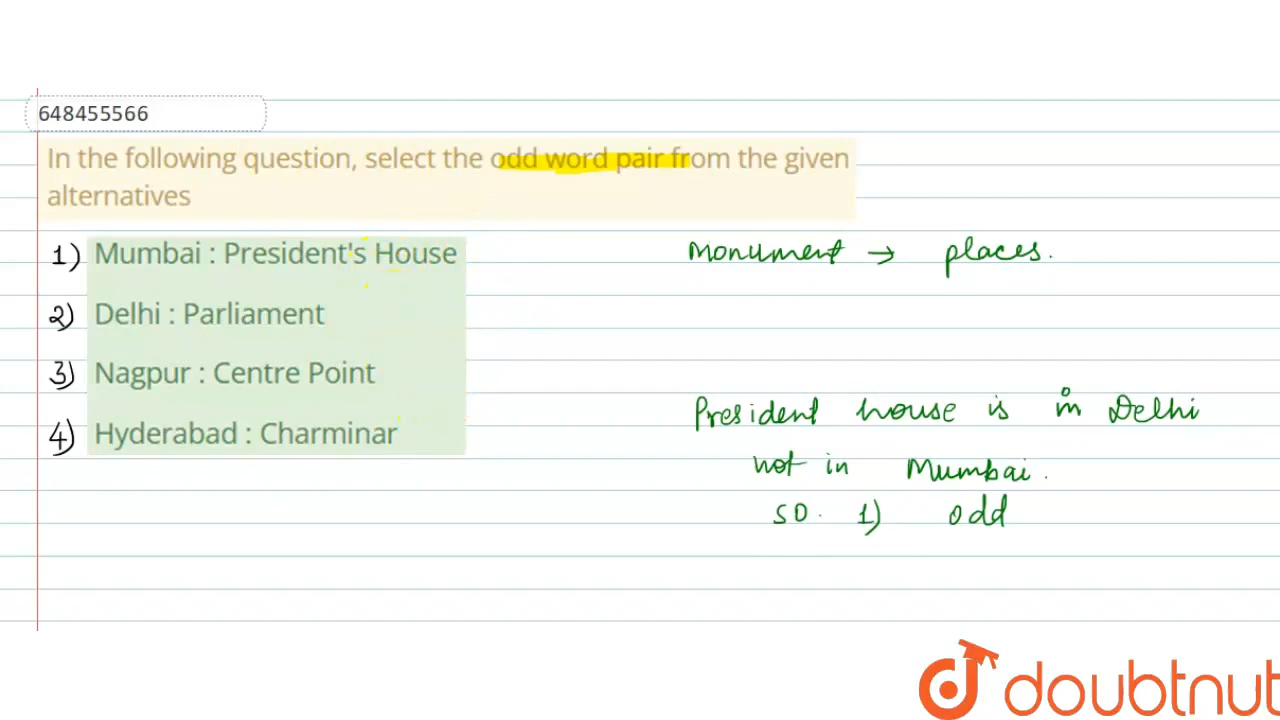 648455566
In the following question, select the odd word pair from the given
alternatives
1) Mumbai : President's House
Monument → places.
2) Delhi : Parliament
3) Nagpur : Centre Point
President house is in Delhi
4) Hyderabad : Charminar
not in Mumbai.
so. 1) odd
doubtnut